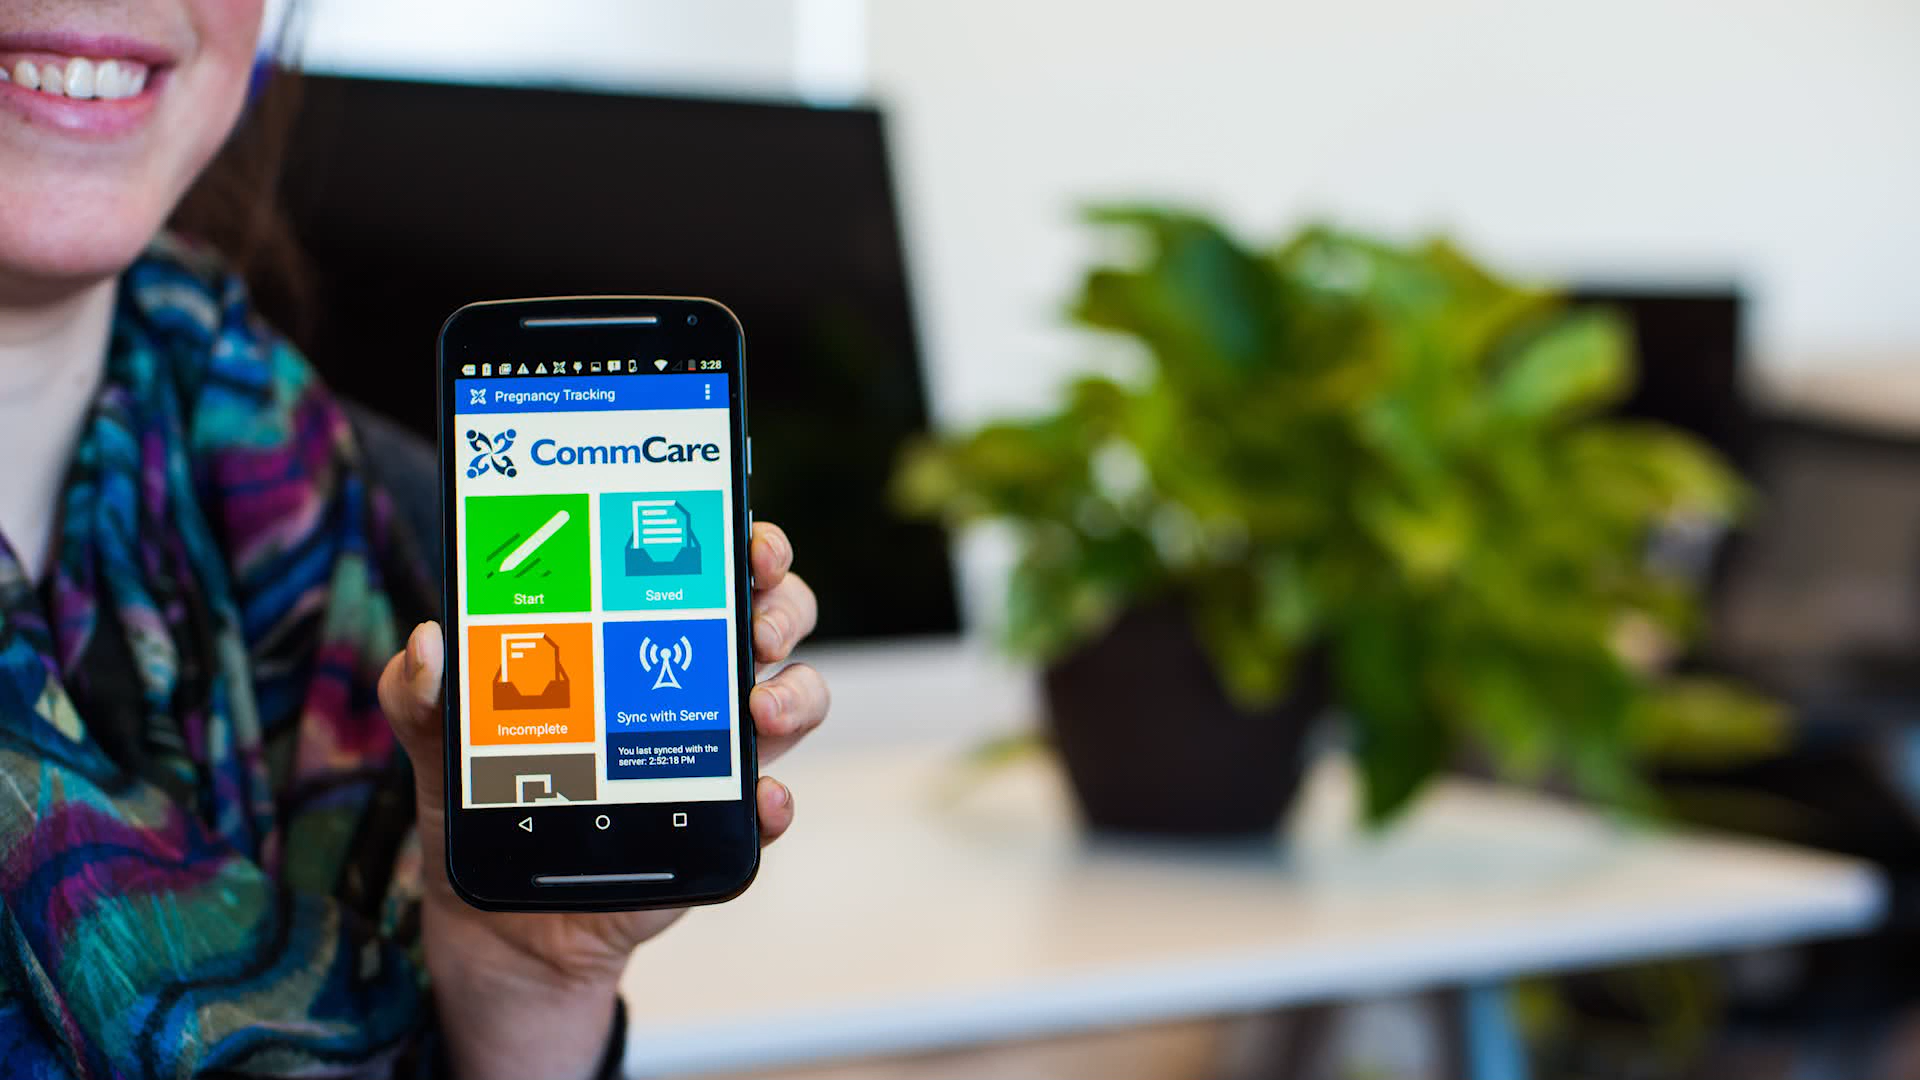 3:28
Pregnancy Tracking
CommCare
Start
Saved
Incomplete
Sync with Server
You last synced with the
server: 2:52:18 PM